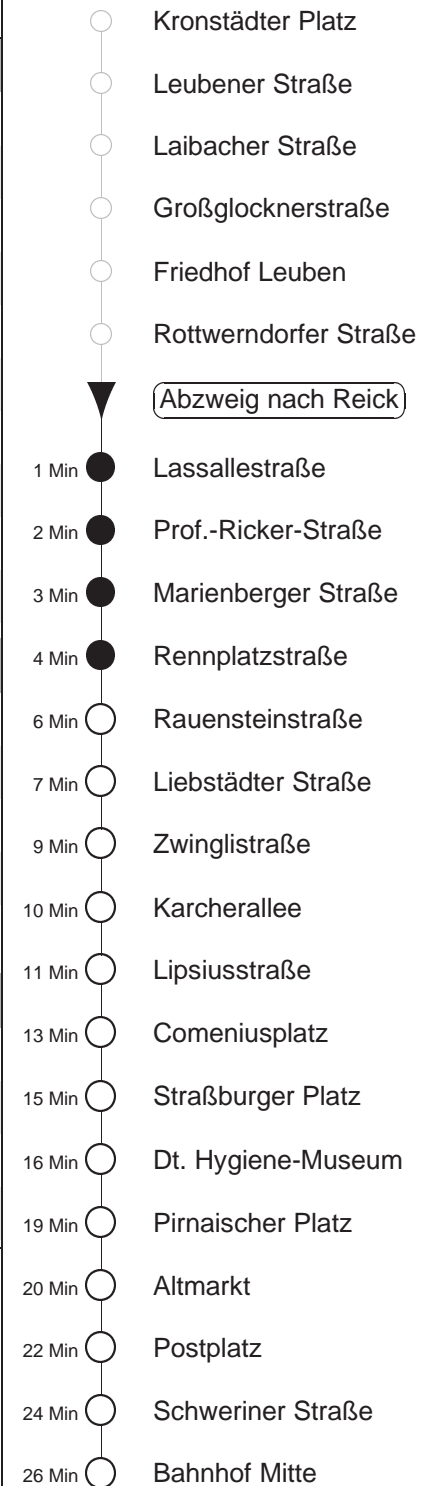 Kronstädter Platz
Leubener Straße
Laibacher Straße
Großglocknerstraße
Friedhof Leuben
Rottwerndorfer Straße
Abzweig nach Reick
1 Min Lassallestraße
2 Min Prof.-Ricker-Straße
3 Min Marienberger Straße
4 Min Rennplatzstraße
6 Min Rauensteinstraße
7 Min Liebstädter Straße
9 Min Zwinglistraße
10 Min Karcherallee
11 Min Lipsiusstraße
13 Min Comeniusplatz
15 Min Straßburger Platz
16 Min Dt. Hygiene-Museum
19 Min Pirnaischer Platz
20 Min Altmarkt
22 Min Postplatz
24 Min Schweriner Straße
26 Min Bahnhof Mitte